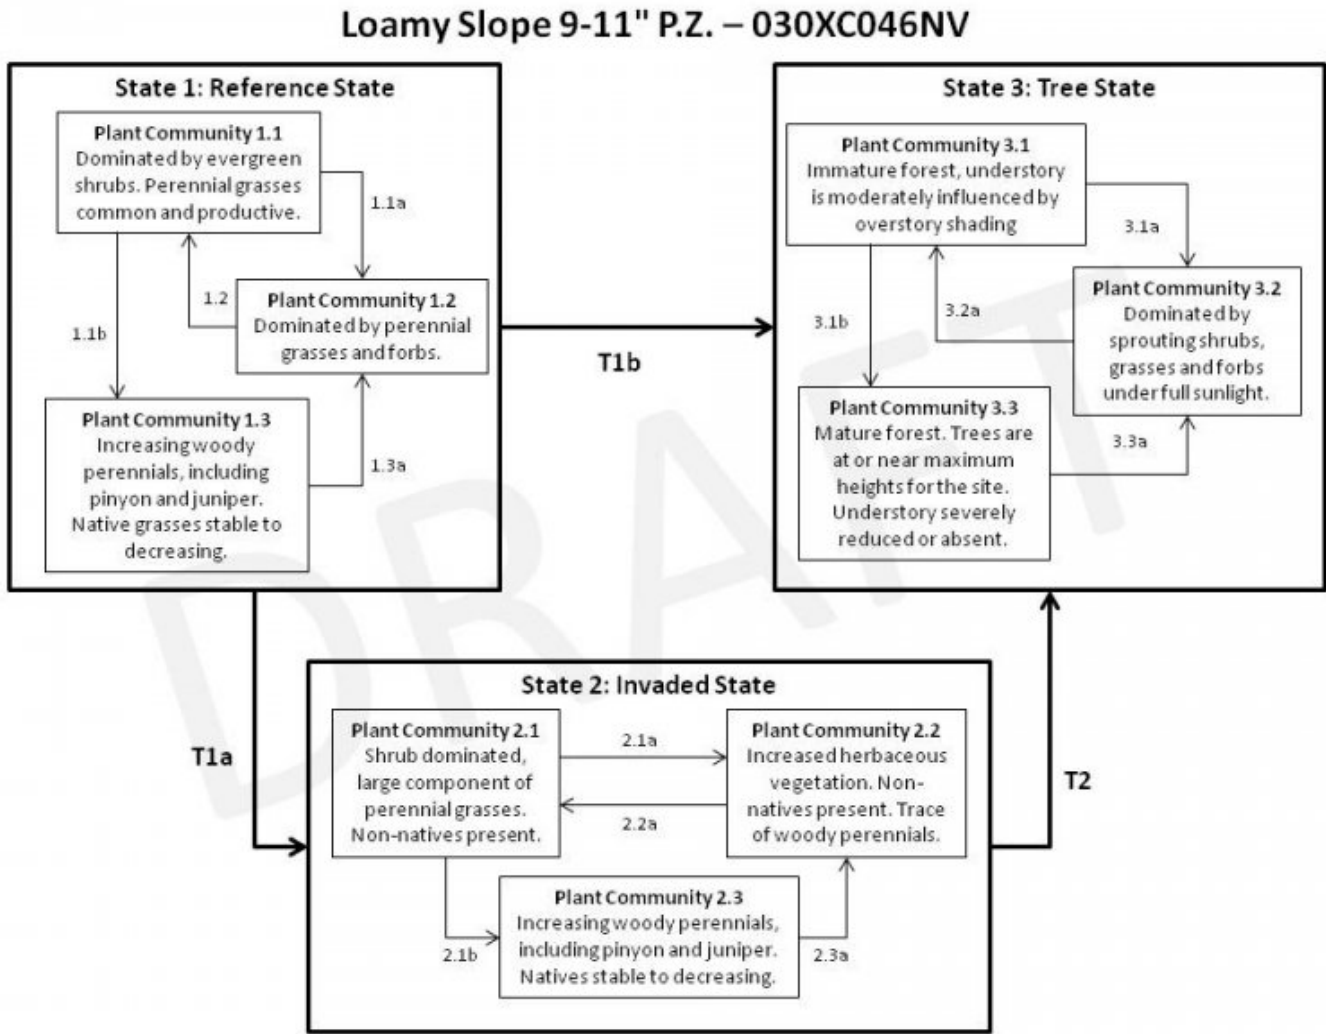 Loamy Slope 9-11" P.Z. – 030XC046NV
State 1: Reference State
Plant Community 1.1
Dominated by evergreen
shrubs. Perennial grasses
common and productive.
1.1a
1.2
Plant Community 1.2
Dominated by perennial
grasses and forbs.
1.1b
Plant Community 1.3
Increasing woody
perennials, including
pinyon and juniper.
Native grasses stable to
decreasing.
1.3a
T1b
State 3: Tree State
Plant Community 3.1
Immature forest, understory
is moderately influenced by
overstory shading
3.1a
3.2a
Plant Community 3.2
Dominated by
sprouting shrubs,
grasses and forbs
under full sunlight.
3.1b
Plant Community 3.3
Mature forest. Trees are
at or near maximum
heights for the site.
Understory severely
reduced or absent.
3.3a
T1a
State 2: Invaded State
Plant Community 2.1
Shrub dominated,
large component of
perennial grasses.
Non-natives present.
2.1a
2.2a
Plant Community 2.2
Increased herbaceous
vegetation. Non-
natives present. Trace
of woody perennials.
2.1b
Plant Community 2.3
Increasing woody perennials,
including pinyon and juniper.
Natives stable to decreasing.
2.3a
T2
DRAFT